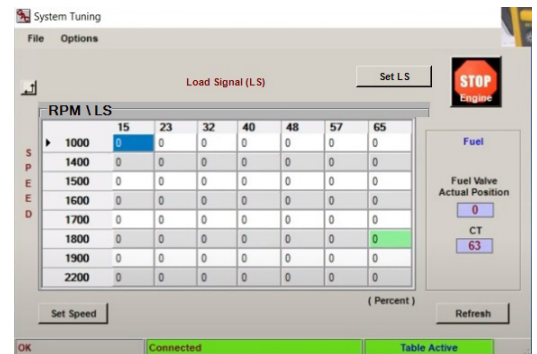 System Tuning
File Options
Load Signal (LS)
Set LS
STOP
Engine
RPM \ LS
15 23 32 40 48 57 65
1000 0 0 0 0 0 0 0
1400 0 0 0 0 0 0 0
1500 0 0 0 0 0 0 0
1600 0 0 0 0 0 0 0
1700 0 0 0 0 0 0 0
1800 0 0 0 0 0 0 0
1900 0 0 0 0 0 0 0
2200 0 0 0 0 0 0 0
SPEED
Fuel
Fuel Valve
Actual Position
0
CT
63
( Percent )
Set Speed
Refresh
OK Connected Table Active